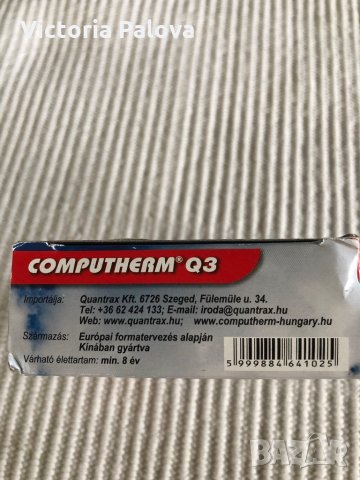 Victoria Palova
COMPUTHERM® Q3
Importálja: Quantrax Kft. 6726 Szeged, Fülemüle u. 34.
Tel: +36 62 424 133; E-mail: iroda@quantrax.hu
Web: www.quantrax.hu; www.computherm-hungary.hu
Származás: Európai formatervezés alapján
Kínában gyártva
Várható élettartam: min. 8 év
5 999884 641025
bazar